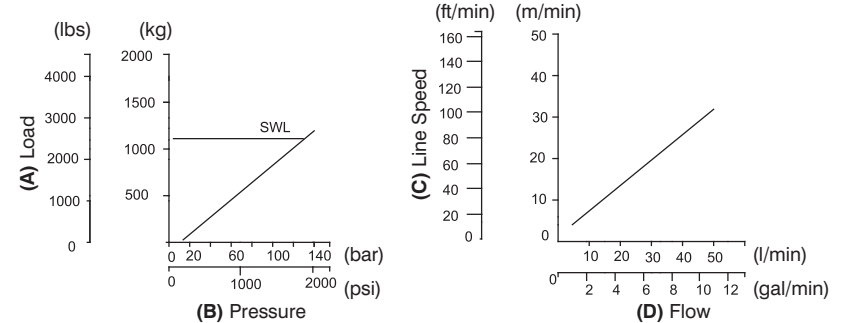 (lbs) (kg)
4000
3000
2000
1000
0
(A) Load
2000
1500
1000
500
SWL
0 20 60 100 140 (bar)
0 1000 2000 (psi)
(B) Pressure
(ft/min) (m/min)
160
140
120
100
80
60
40
20
0
(C) Line Speed
50
40
30
20
10
0
10 20 30 40 50 (l/min)
0 2 4 6 8 10 12 (gal/min)
(D) Flow